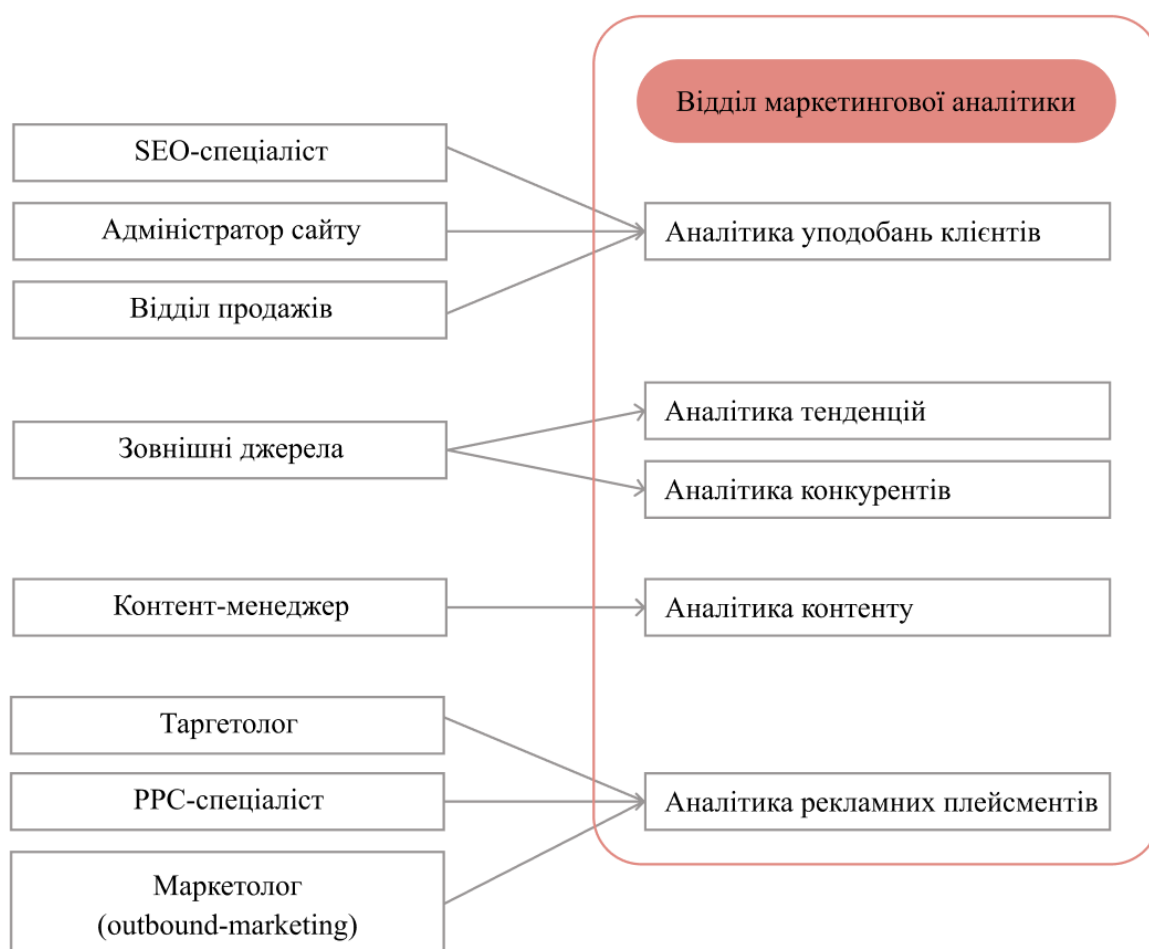 Відділ маркетингової аналітики
SEO-спеціаліст
Адміністратор сайту
Відділ продажів
Аналітика уподобань клієнтів
Зовнішні джерела
Аналітика тенденцій
Аналітика конкурентів
Контент-менеджер
Аналітика контенту
Таргетолог
PPC-спеціаліст
Маркетолог
(outbound-marketing)
Аналітика рекламних плейсментів